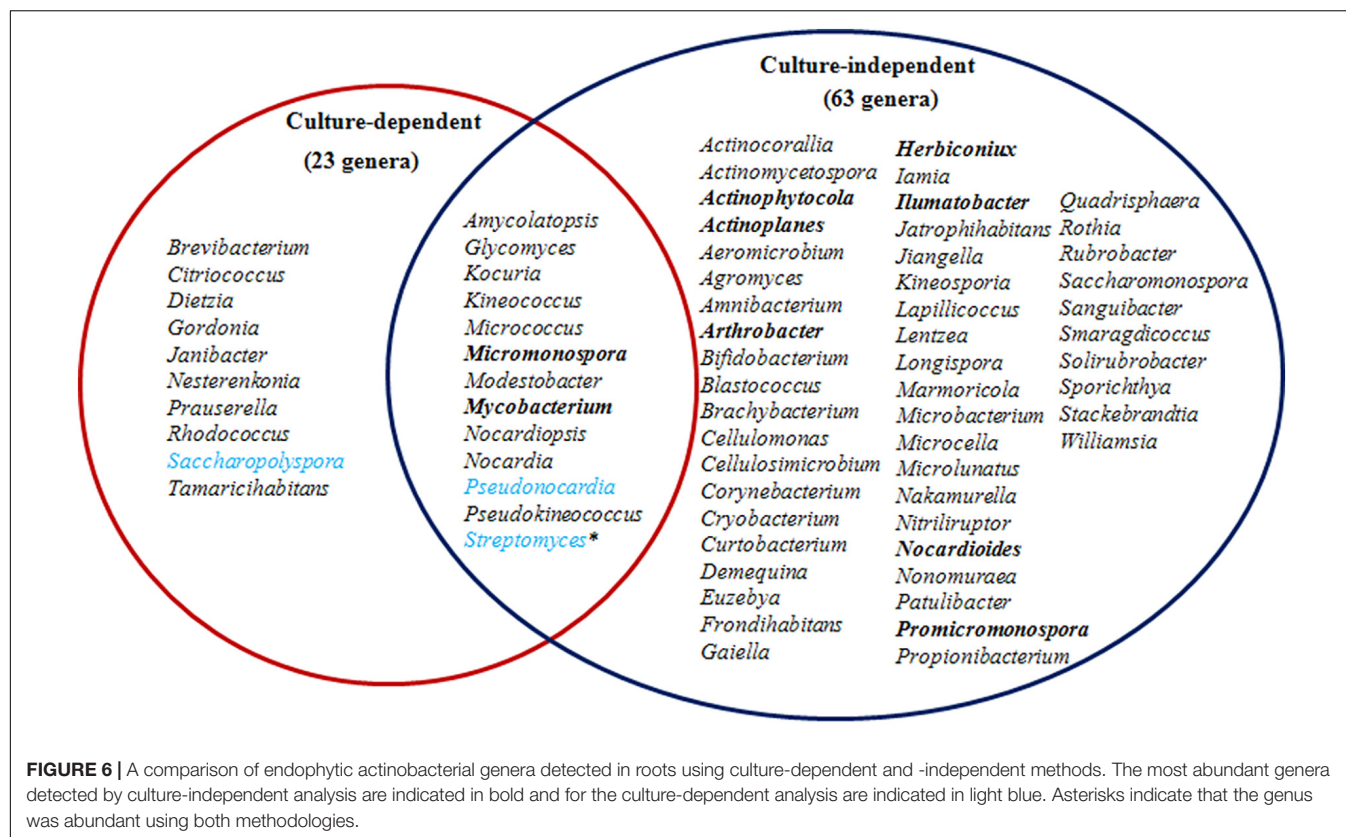 Culture-dependent
(23 genera)
Brevibacterium
Citriococcus
Dietzia
Gordonia
Janibacter
Nesterenkonia
Prauserella
Rhodococcus
Saccharopolyspora
Tamaricihabitans
Amycolatopsis
Glycomyces
Kocuria
Kineococcus
Micrococcus
Micromonospora
Modestobacter
Mycobacterium
Nocardiopsis
Nocardia
Pseudonocardia
Pseudokineococcus
Streptomyces*
Culture-independent
(63 genera)
Actinocorallia
Actinomycetospora
Actinophytocola
Actinoplanes
Aeromicrobium
Agromyces
Amnibacterium
Arthrobacter
Bifidobacterium
Blastococcus
Brachybacterium
Cellulomonas
Cellulosimicrobium
Corynebacterium
Cryobacterium
Curtobacterium
Demequina
Euzebya
Frondihabitans
Gaiella
Herbiconiux
Iamia
Ilumatobacter
Jatrophihabitans
Jiangella
Kineosporia
Lapillicoccus
Lentzea
Longispora
Marmoricola
Microbacterium
Microcella
Microlunatus
Nakamurella
Nitriliruptor
Nocardioides
Nonomuraea
Patulibacter
Promicromonospora
Propionibacterium
Quadrisphaera
Rothia
Rubrobacter
Saccharomonospora
Sanguibacter
Smaragdicoccus
Solirubrobacter
Sporichthya
Stackebrandtia
Williamsia
FIGURE 6 | A comparison of endophytic actinobacterial genera detected in roots using culture-dependent and -independent methods. The most abundant genera
detected by culture-independent analysis are indicated in bold and for the culture-dependent analysis are indicated in light blue. Asterisks indicate that the genus
was abundant using both methodologies.